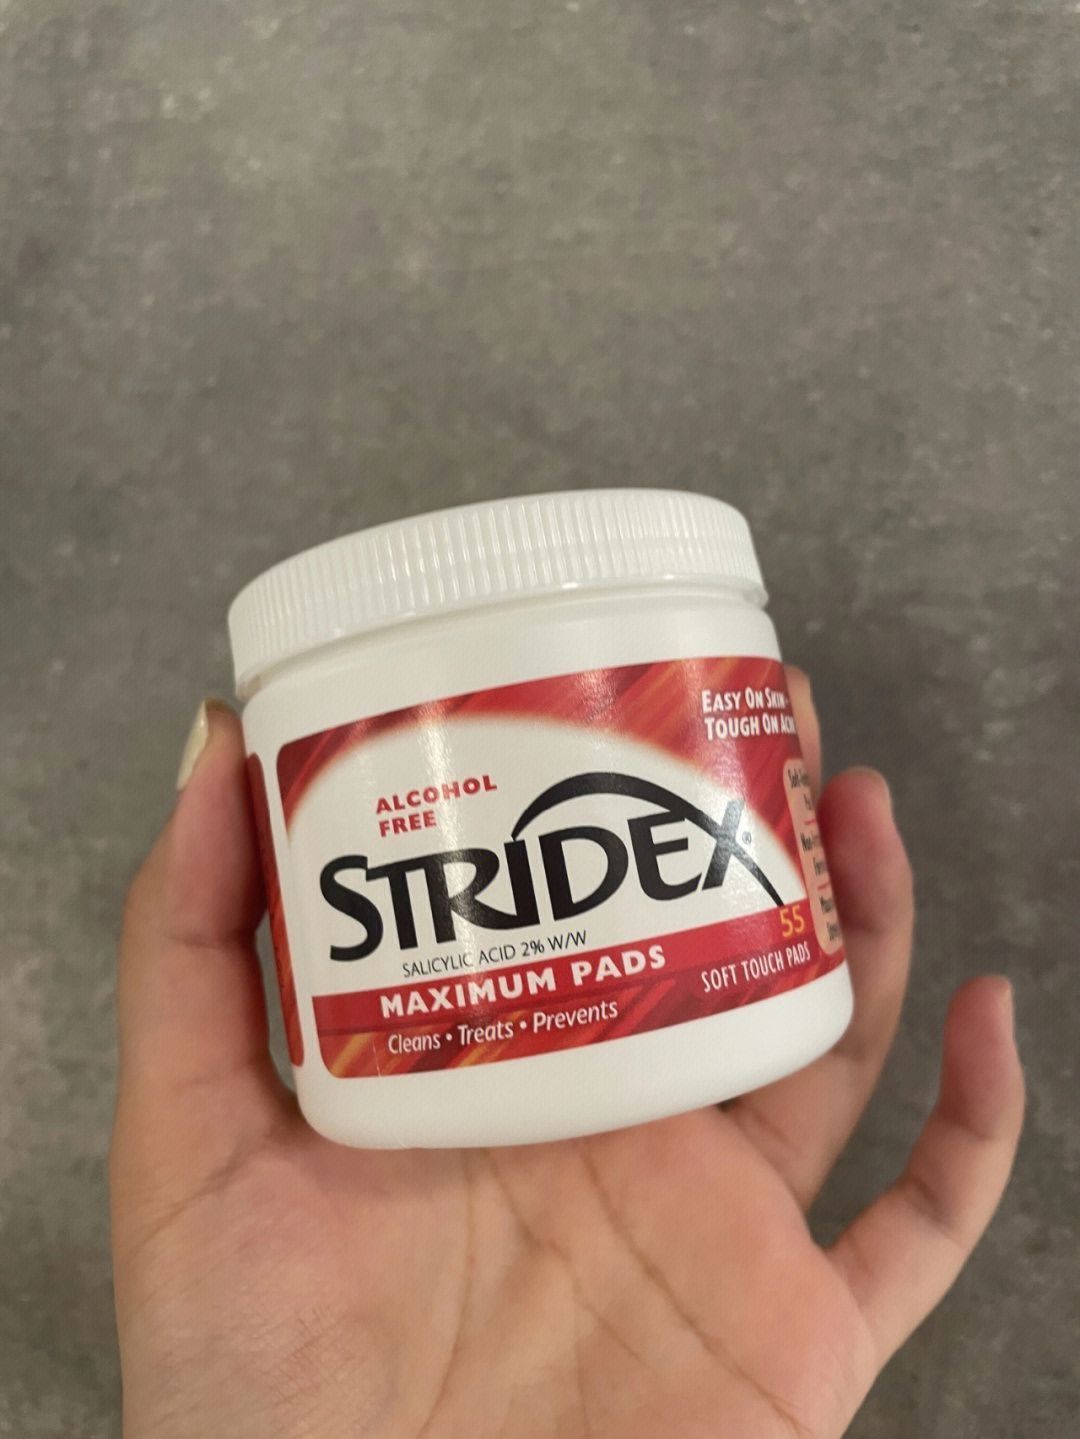 EASY ON SKIN-
TOUGH ON
ALCOHOL
FREE
STRIDEX®
SALICYLIC ACID 2% W/W
MAXIMUM PADS
55
SOFT TOUCH PADS
Cleans • Treats • Prevents